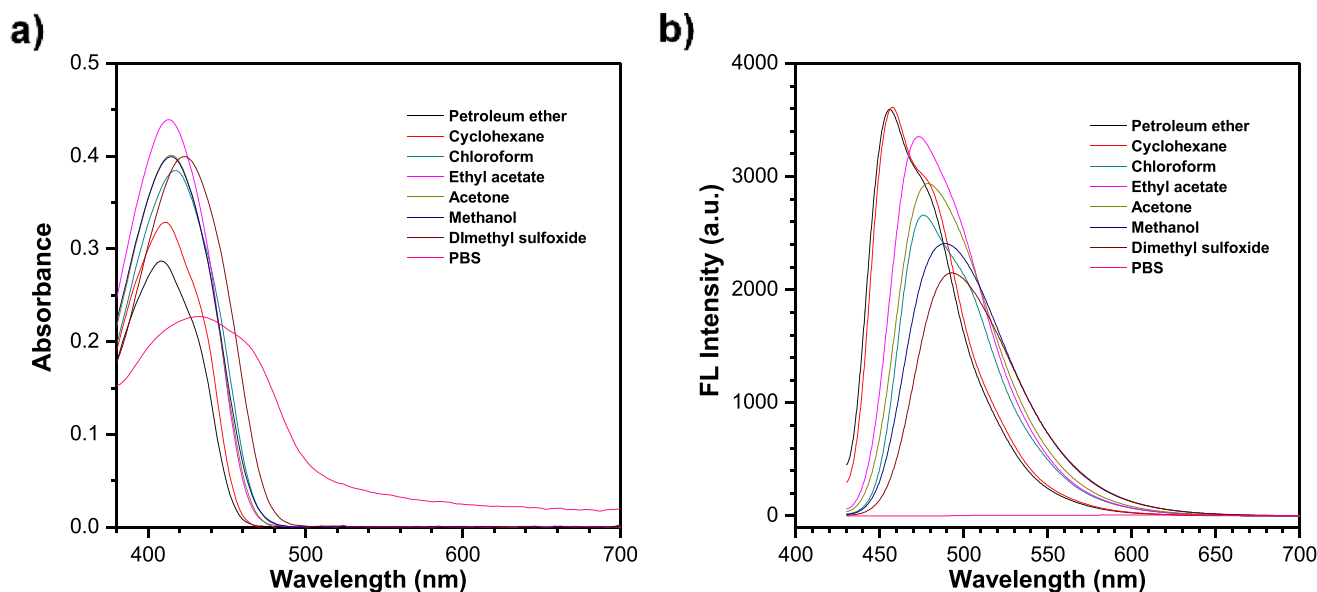 a)
0.5
0.4
0.3
0.2
0.1
0.0
Absorbance
400
500
600
700
Wavelength (nm)
Petroleum ether
Cyclohexane
Chloroform
Ethyl acetate
Acetone
Methanol
DImethyl sulfoxide
PBS
b)
4000
3000
2000
1000
0
FL Intensity (a.u.)
400
450
500
550
600
650
700
Wavelength (nm)
Petroleum ether
Cyclohexane
Chloroform
Ethyl acetate
Acetone
Methanol
Dimethyl sulfoxide
PBS